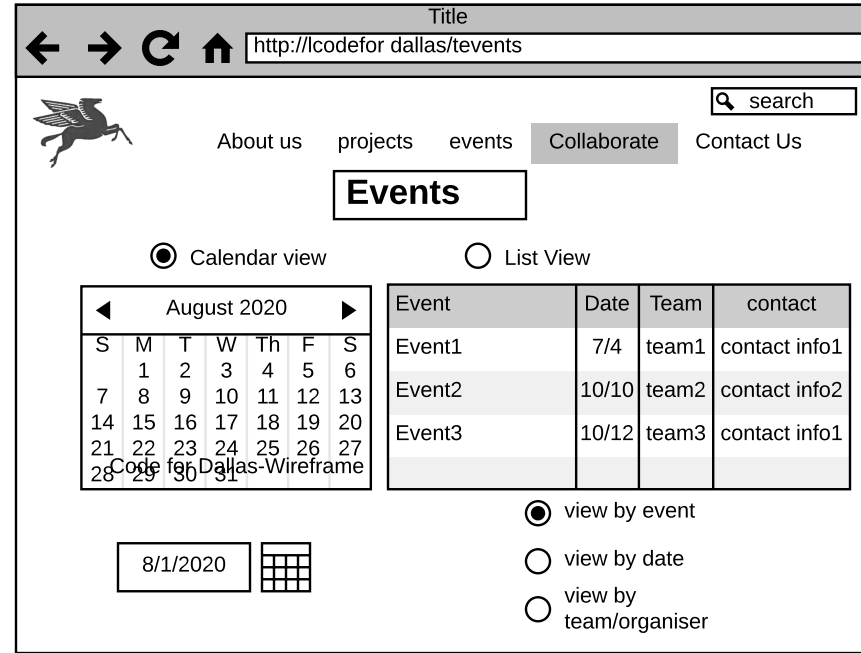 Title
http://lcodefor dallas/tevents
search
About us projects events Collaborate Contact Us
Events
Calendar view List View
August 2020
S M T W Th F S
1 2 3 4 5 6
7 8 9 10 11 12 13
14 15 16 17 18 19 20
21 22 23 24 25 26 27
28 29 30 31
Code for Dallas-Wireframe
Event Date Team contact
Event1 7/4 team1 contact info1
Event2 10/10 team2 contact info2
Event3 10/12 team3 contact info1
view by event
view by date
view by
team/organiser
8/1/2020